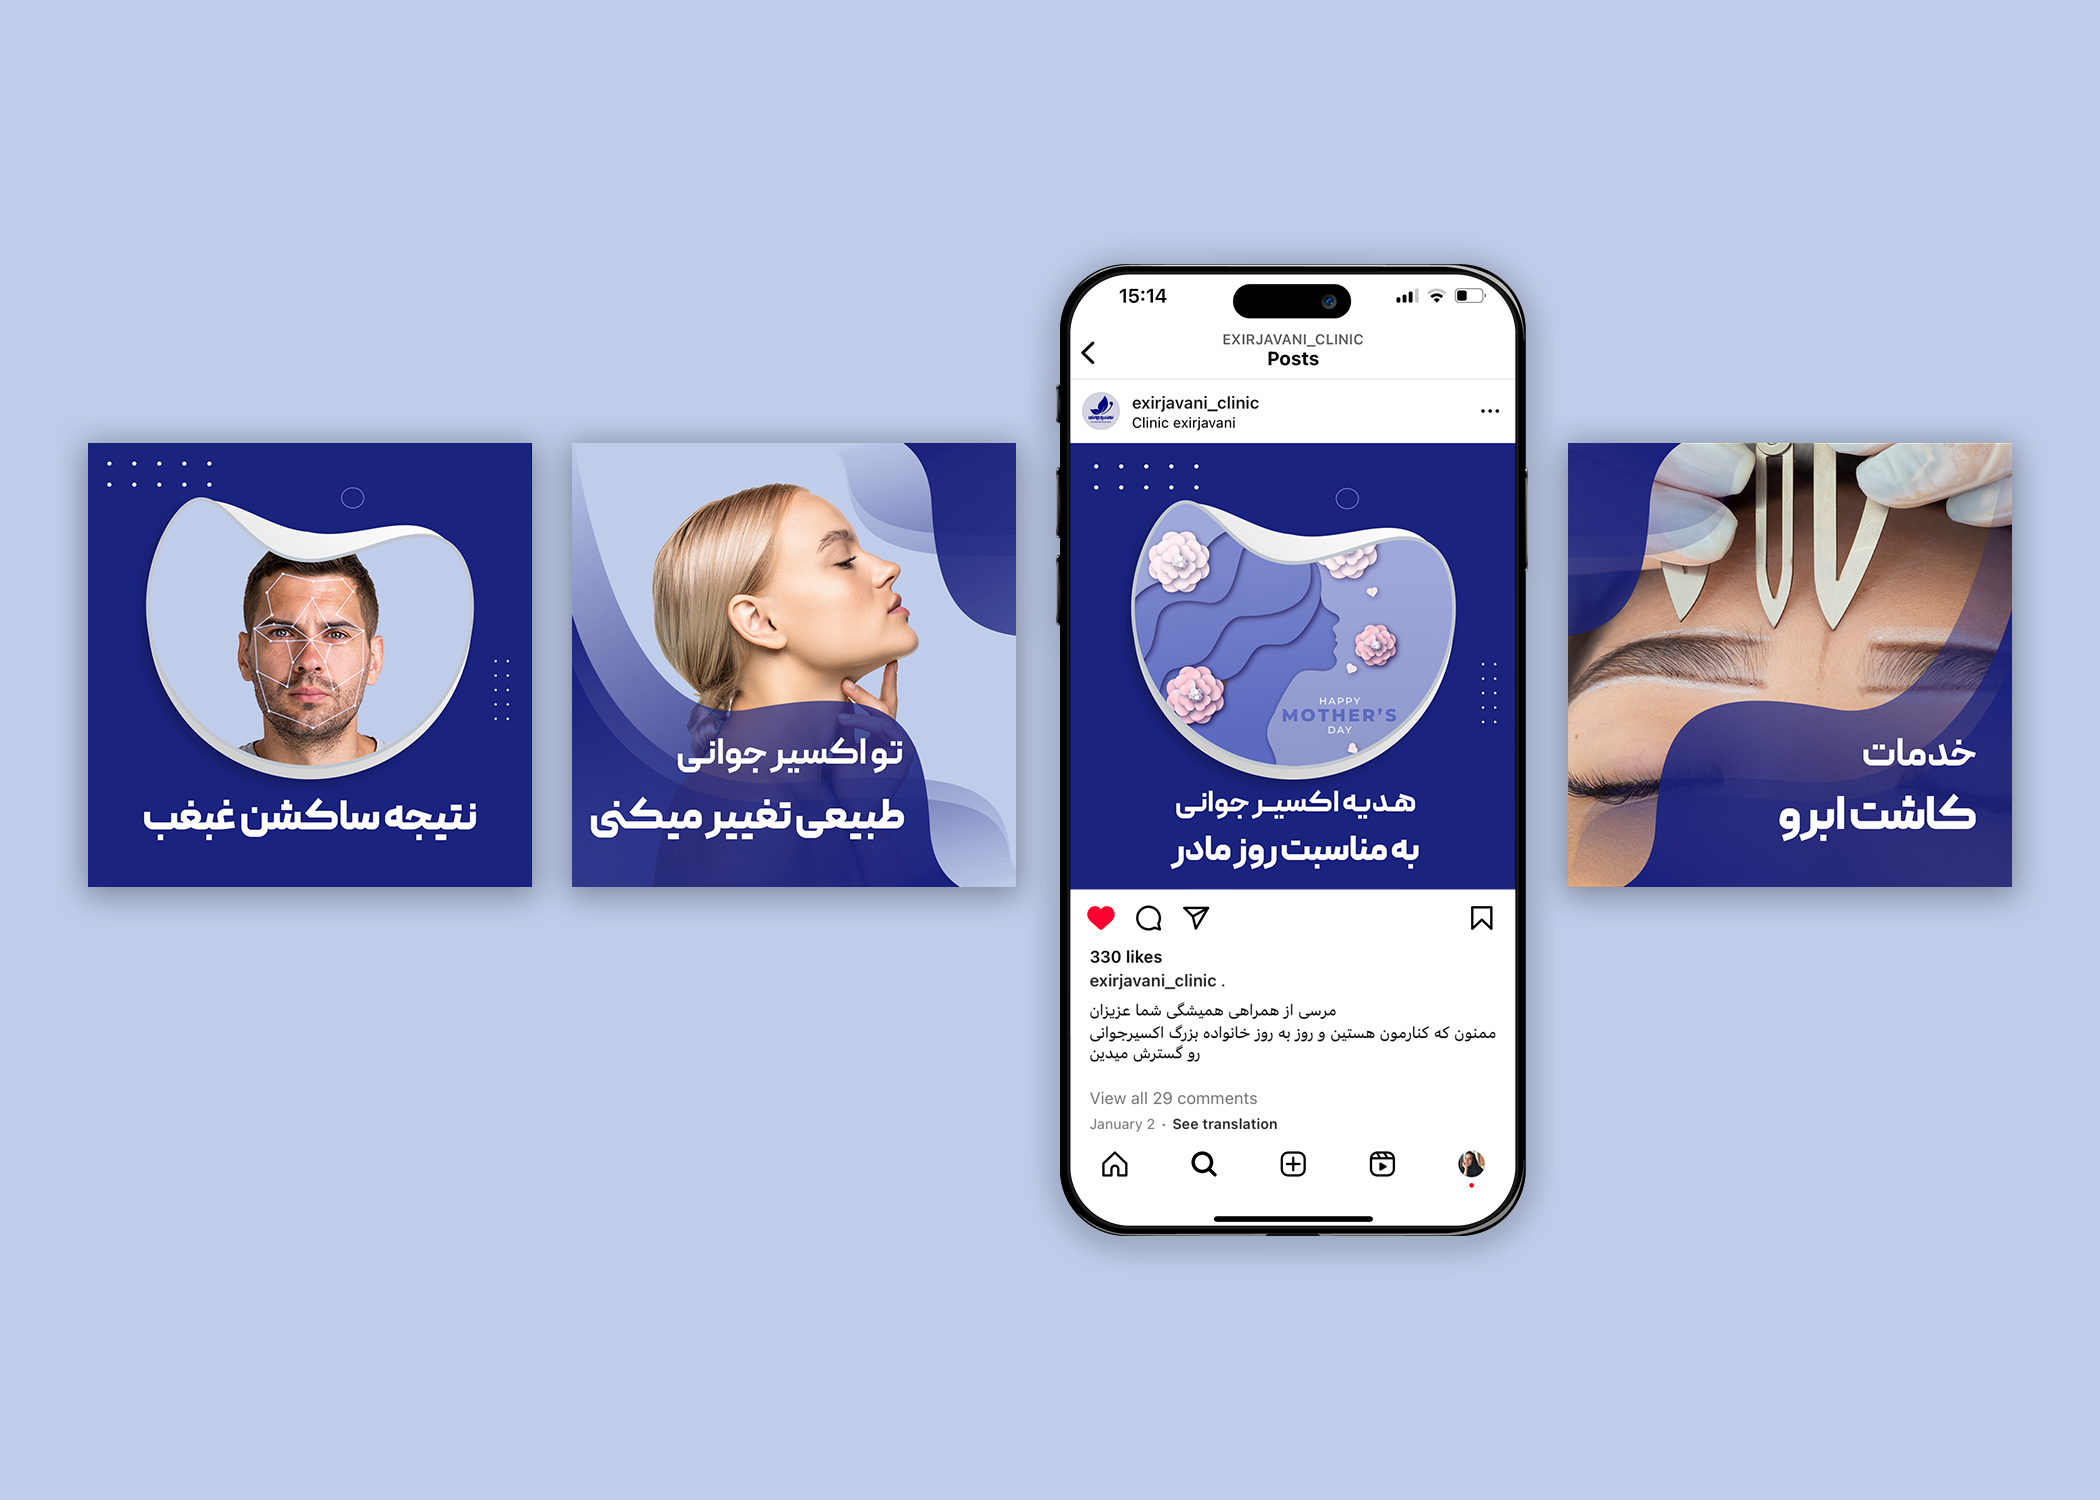 نتیجه ساکشن غبغب
تو اکسیر جوانی
طبیعی تغییر میکنی
15:14
EXIRJAVANI_CLINIC
Posts
exirjavani_clinic
Clinic exirjavani
HAPPY
MOTHER'S
DAY
هدیه اکسیر جوانی
به مناسبت روز مادر
330 likes
exirjavani_clinic .
مرسی از همراهی همیشگی شما عزیزان
ممنون که کنارمون هستین و روز به روز خانواده بزرگ اکسیرجوانی
رو گسترش میدین
View all 29 comments
January 2 · See translation
خدمات
کاشت ابرو